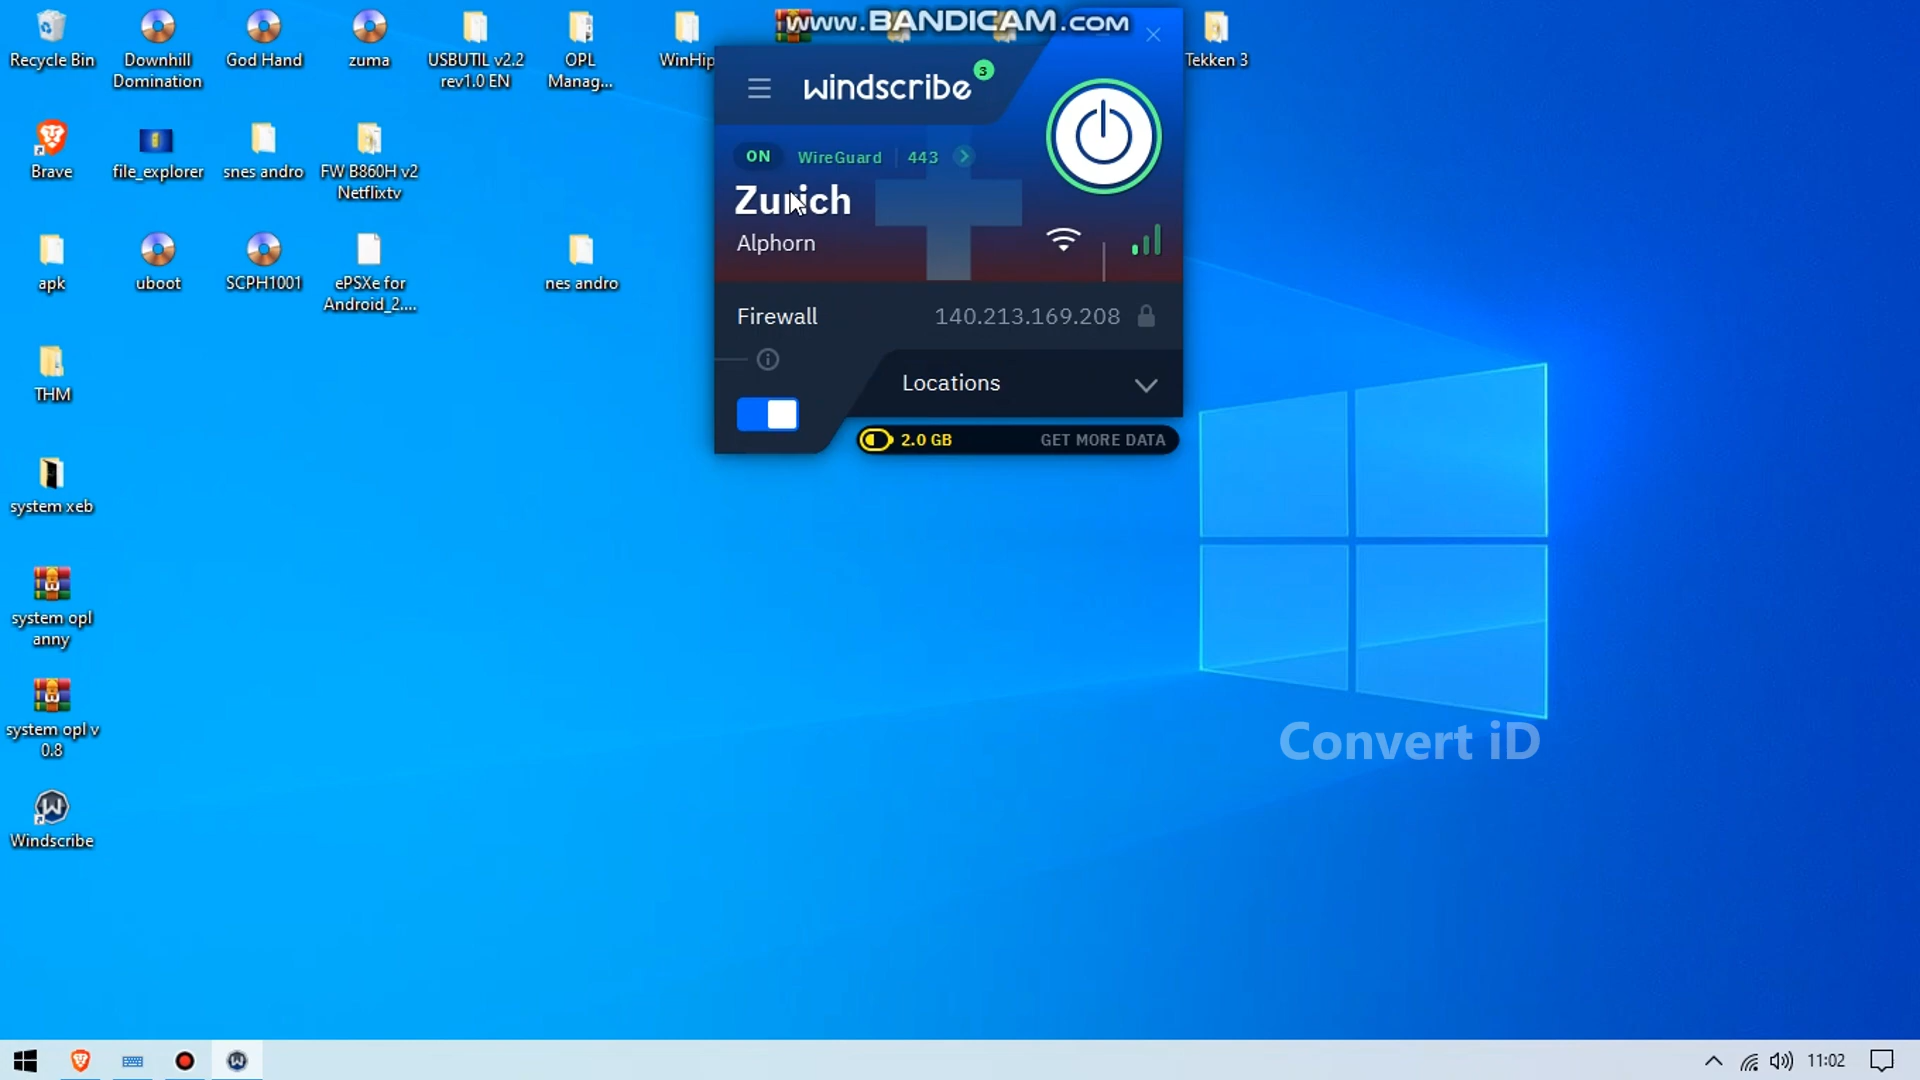 www.BANDICAM.com
Recycle Bin
Downhill
Domination
God Hand
zuma
USBUTIL v2.2
rev1.0 EN
OPL
Manag...
WinHip
Tekken 3
Brave
file_explorer
snes andro
FW B860H v2
Netflixtv
apk
uboot
SCPH1001
ePSXe for
Android_2....
nes andro
THM
system xeb
system opl
anny
system opl v
0.8
Windscribe
windscribe
3
ON WireGuard 443
Zurich
Alphorn
Firewall 140.213.169.208
Locations
2.0 GB GET MORE DATA
Convert iD
11:02